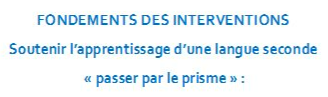 FONDEMENTS DES INTERVENTIONS
Soutenir l'apprentissage d'une langue seconde
« passer par le prisme » :